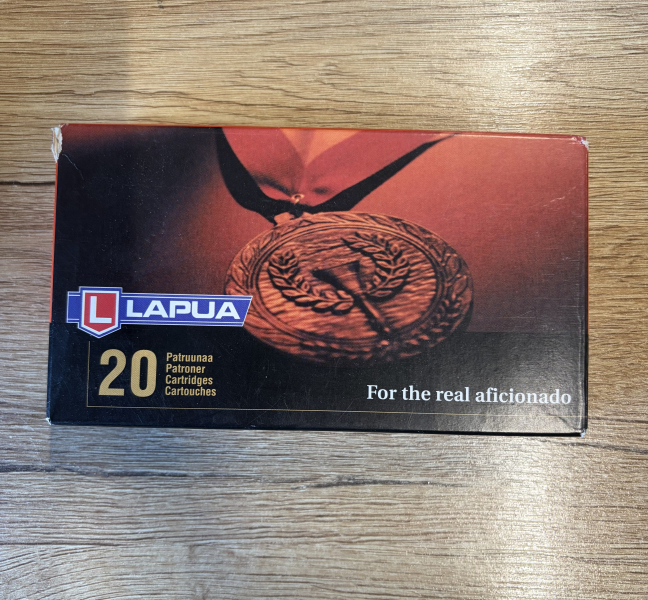 L LAPUA
20
Patruunaa
Patroner
Cartridges
Cartouches
For the real aficionado